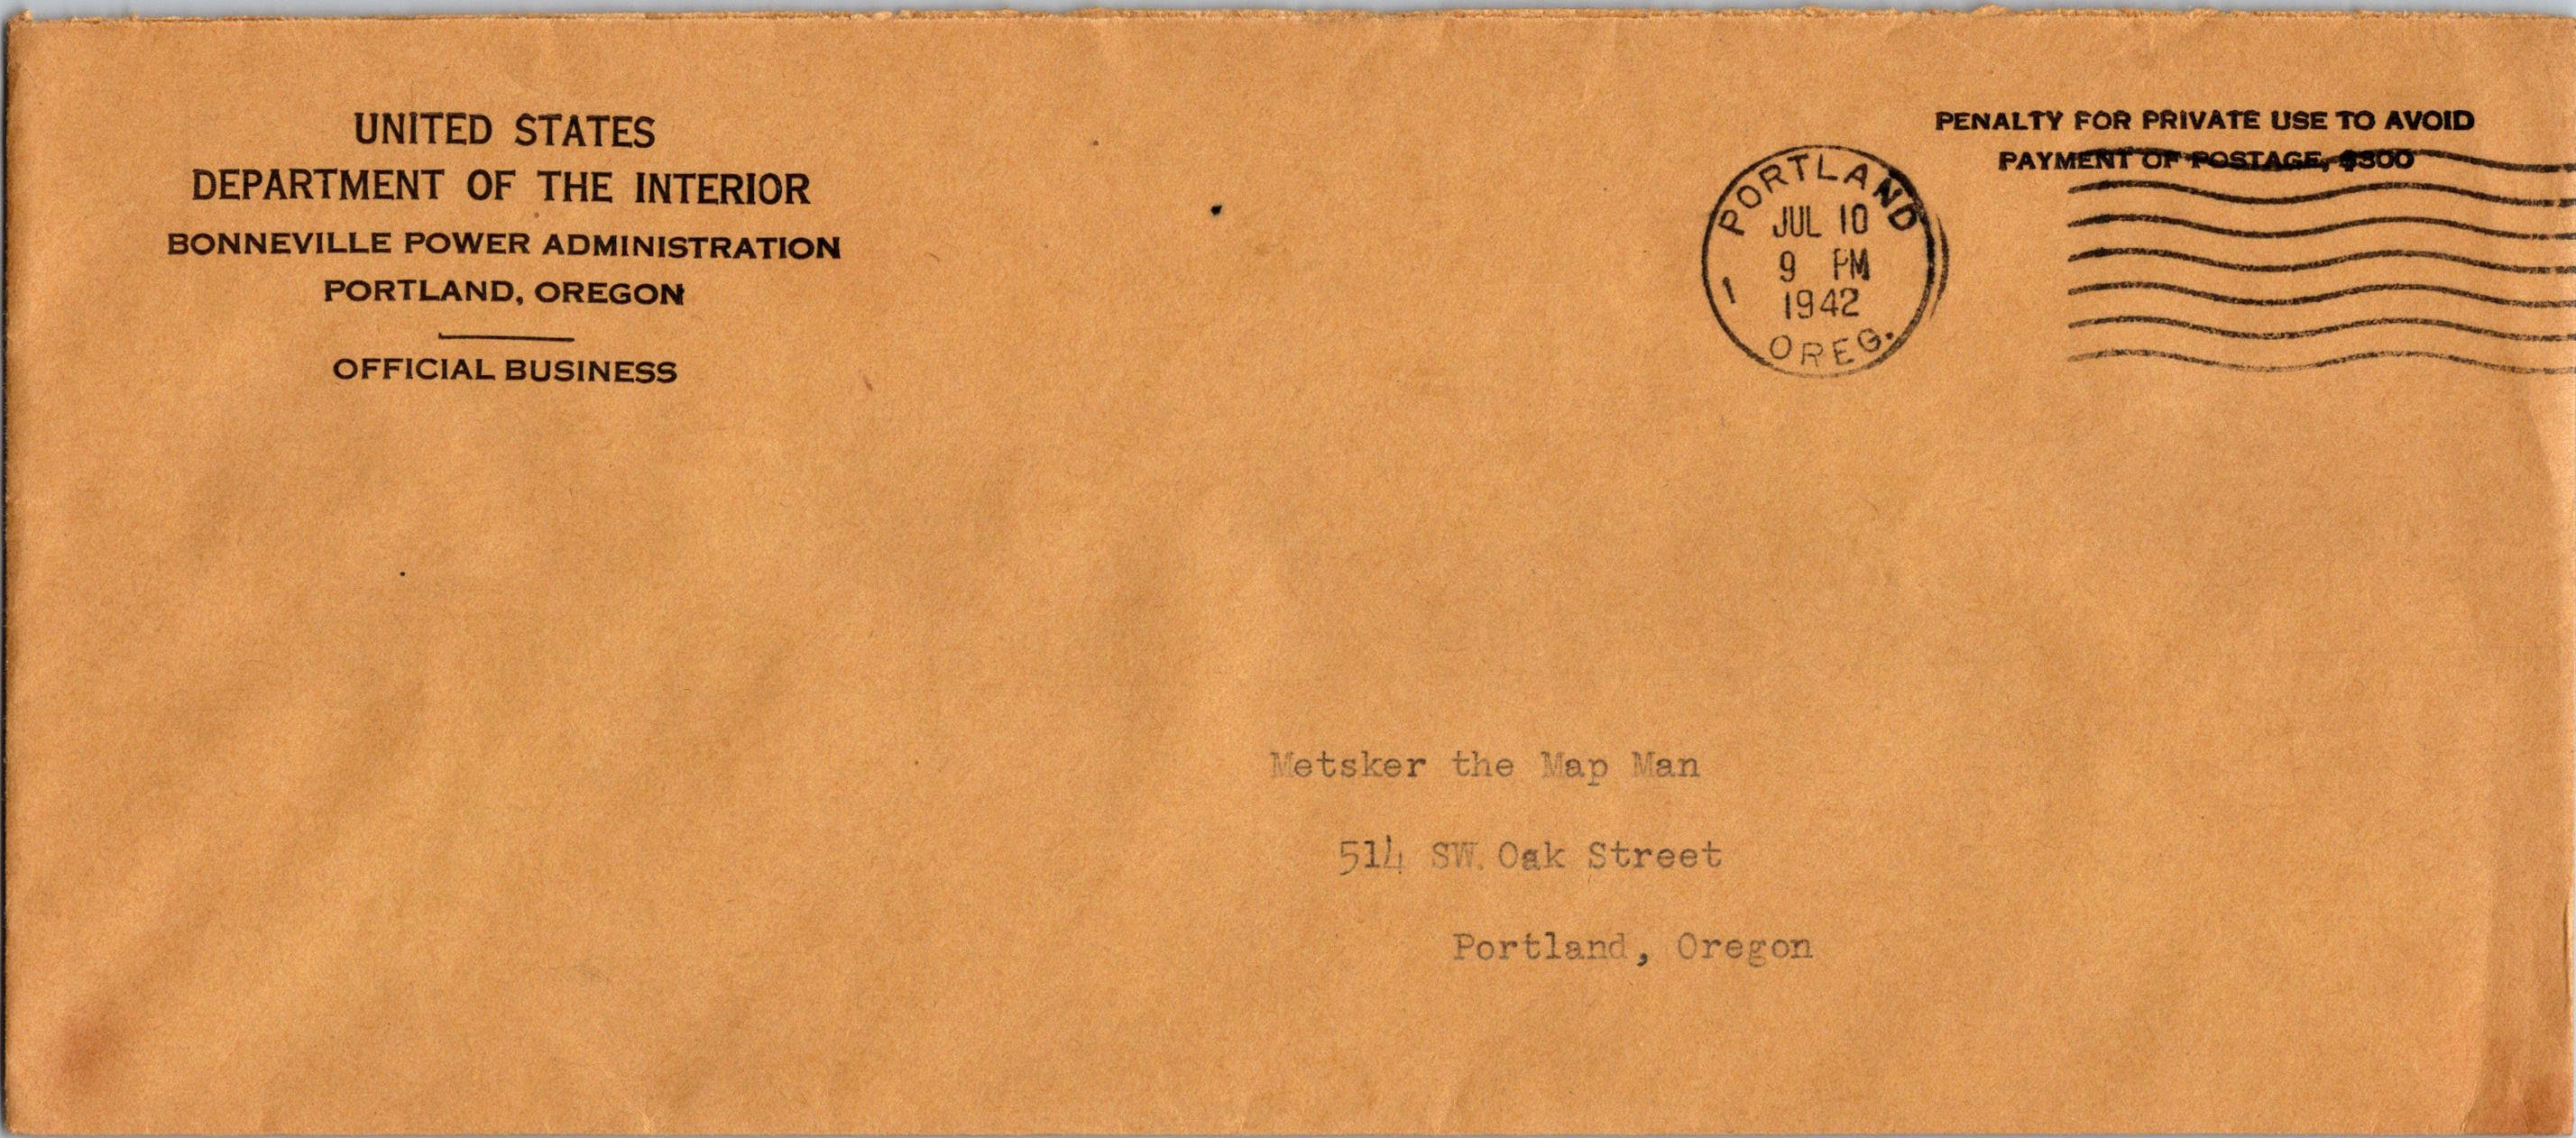 UNITED STATES
DEPARTMENT OF THE INTERIOR
BONNEVILLE POWER ADMINISTRATION
PORTLAND, OREGON
OFFICIAL BUSINESS
PENALTY FOR PRIVATE USE TO AVOID
PAYMENT OF POSTAGE, $300
PORTLAND
JUL 10
9 PM
1
1942
OREG.
Metsker the Map Man
514 SW. Oak Street
Portland, Oregon